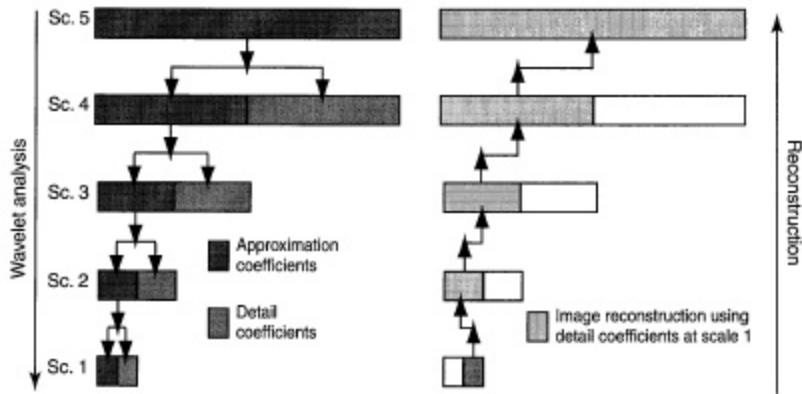 Sc. 5
Sc. 4
Sc. 3
Sc. 2
Sc. 1
Wavelet analysis
Approximation
coefficients
Detail
coefficients
Image reconstruction using
detail coefficients at scale 1
Reconstruction